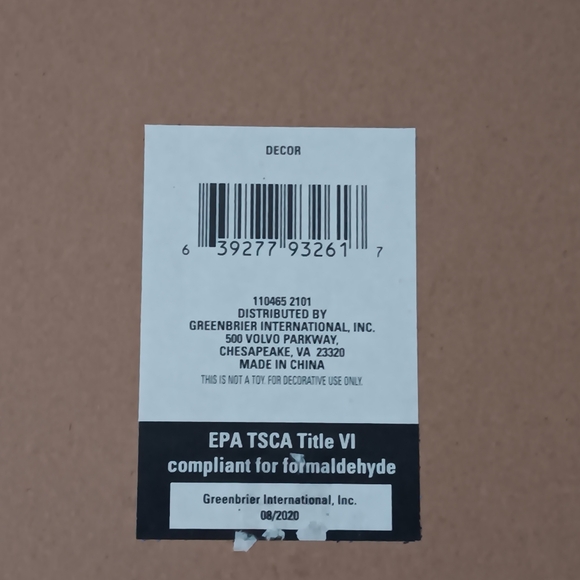 DECOR
6 39277 93261 7
110465 2101
DISTRIBUTED BY
GREENBRIER INTERNATIONAL, INC.
500 VOLVO PARKWAY,
CHESAPEAKE, VA 23320
MADE IN CHINA
THIS IS NOT A TOY. FOR DECORATIVE USE ONLY.
EPA TSCA Title VI
compliant for formaldehyde
Greenbrier International, Inc.
08/2020